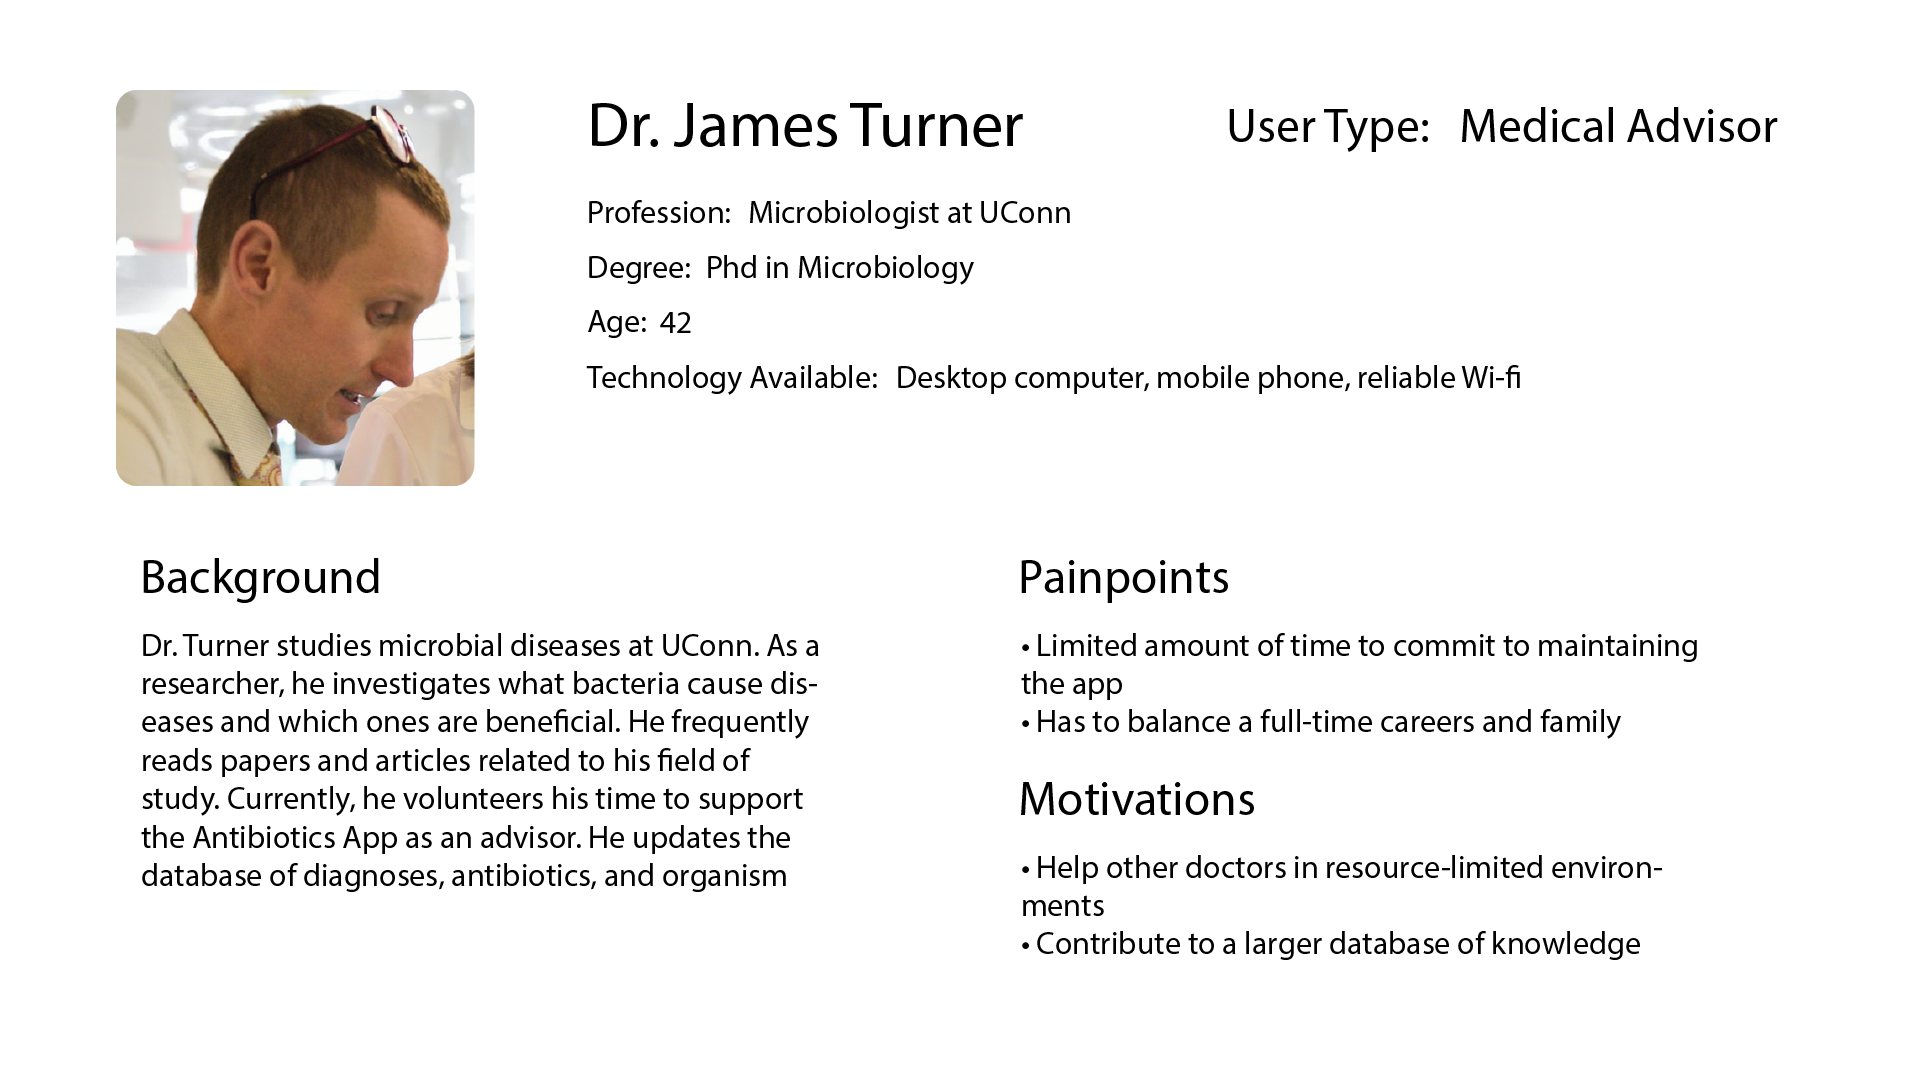 Dr. James Turner
User Type: Medical Advisor
Profession: Microbiologist at UConn
Degree: Phd in Microbiology
Age: 42
Technology Available: Desktop computer, mobile phone, reliable Wi-fi
Background
Dr. Turner studies microbial diseases at UConn. As a
researcher, he investigates what bacteria cause dis-
eases and which ones are beneficial. He frequently
reads papers and articles related to his field of
study. Currently, he volunteers his time to support
the Antibiotics App as an advisor. He updates the
database of diagnoses, antibiotics, and organism
Painpoints
• Limited amount of time to commit to maintaining
the app
• Has to balance a full-time careers and family
Motivations
• Help other doctors in resource-limited environ-
ments
• Contribute to a larger database of knowledge